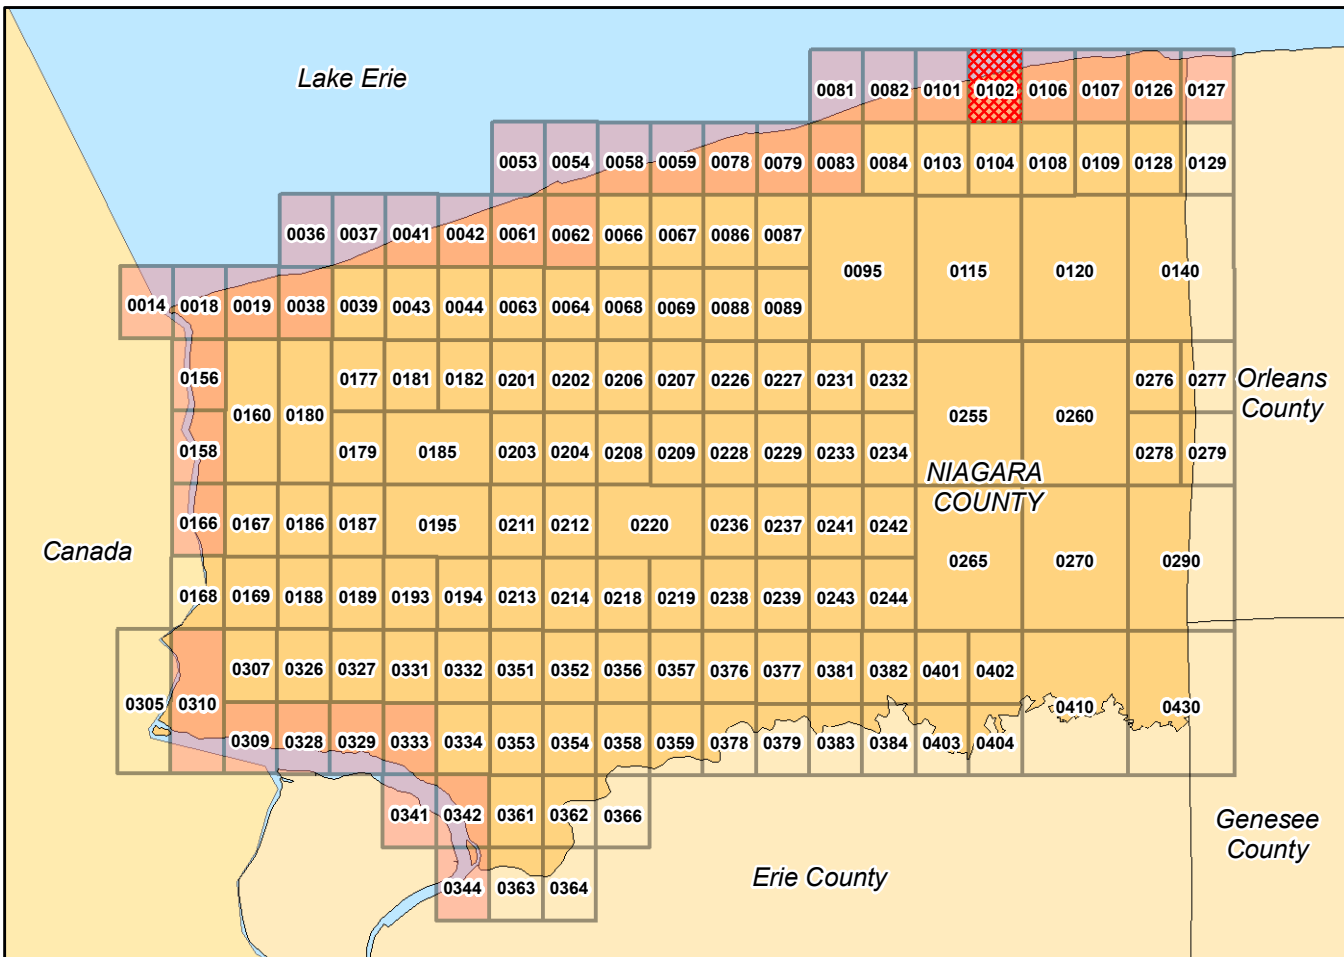 Lake Erie
0081 0082 0101 0102 0106 0107 0126 0127
0053 0054 0058 0059 0078 0079 0083 0084 0103 0104 0108 0109 0128 0129
0036 0037 0041 0042 0061 0062 0066 0067 0086 0087
0095 0115 0120 0140
0014 0018 0019 0038 0039 0043 0044 0063 0064 0068 0069 0088 0089
0156 0177 0181 0182 0201 0202 0206 0207 0226 0227 0231 0232 0276 0277
Orleans
County
0160 0180 0255 0260
0158 0179 0185 0203 0204 0208 0209 0228 0229 0233 0234 0278 0279
NIAGARA
COUNTY
0166 0167 0186 0187 0195 0211 0212 0220 0236 0237 0241 0242
Canada
0265 0270 0290
0168 0169 0188 0189 0193 0194 0213 0214 0218 0219 0238 0239 0243 0244
0307 0326 0327 0331 0332 0351 0352 0356 0357 0376 0377 0381 0382 0401 0402
0305 0310 0410 0430
0309 0328 0329 0333 0334 0353 0354 0358 0359 0378 0379 0383 0384 0403 0404
0341 0342 0361 0362 0366
Genesee
County
Erie County
0344 0363 0364